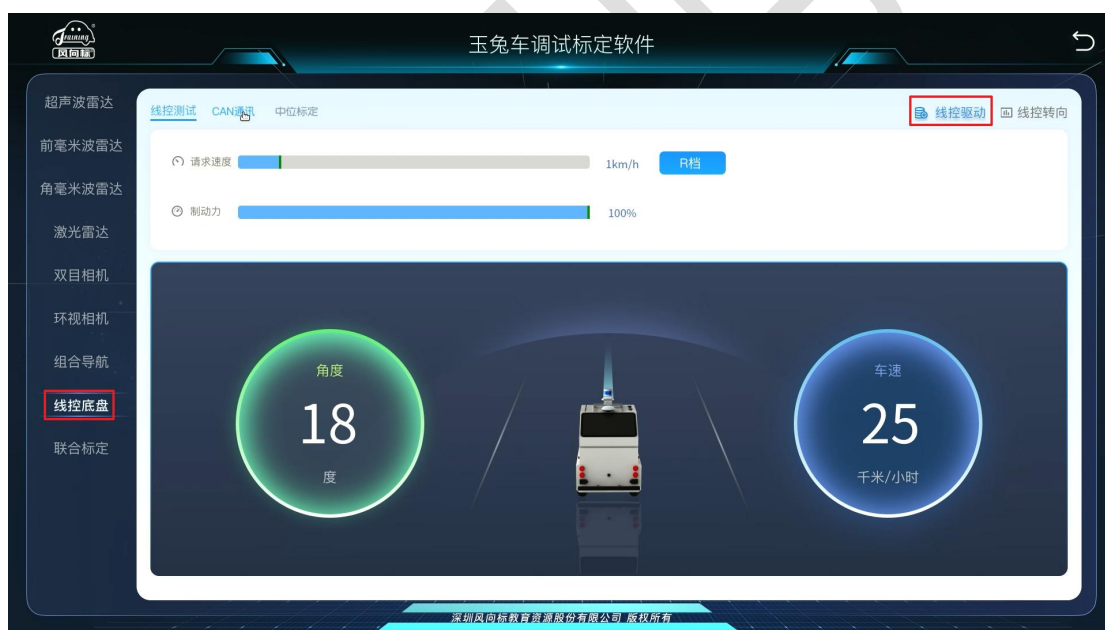 Training
风向标
玉兔车调试标定软件
超声波雷达
前毫米波雷达
角毫米波雷达
激光雷达
双目相机
环视相机
组合导航
线控底盘
联合标定
线控测试 CAN通讯 中位标定
线控驱动 线控转向
请求速度 1km/h R档
制动力 100%
角度
18
度
车速
25
千米/小时
深圳风向标教育资源股份有限公司 版权所有